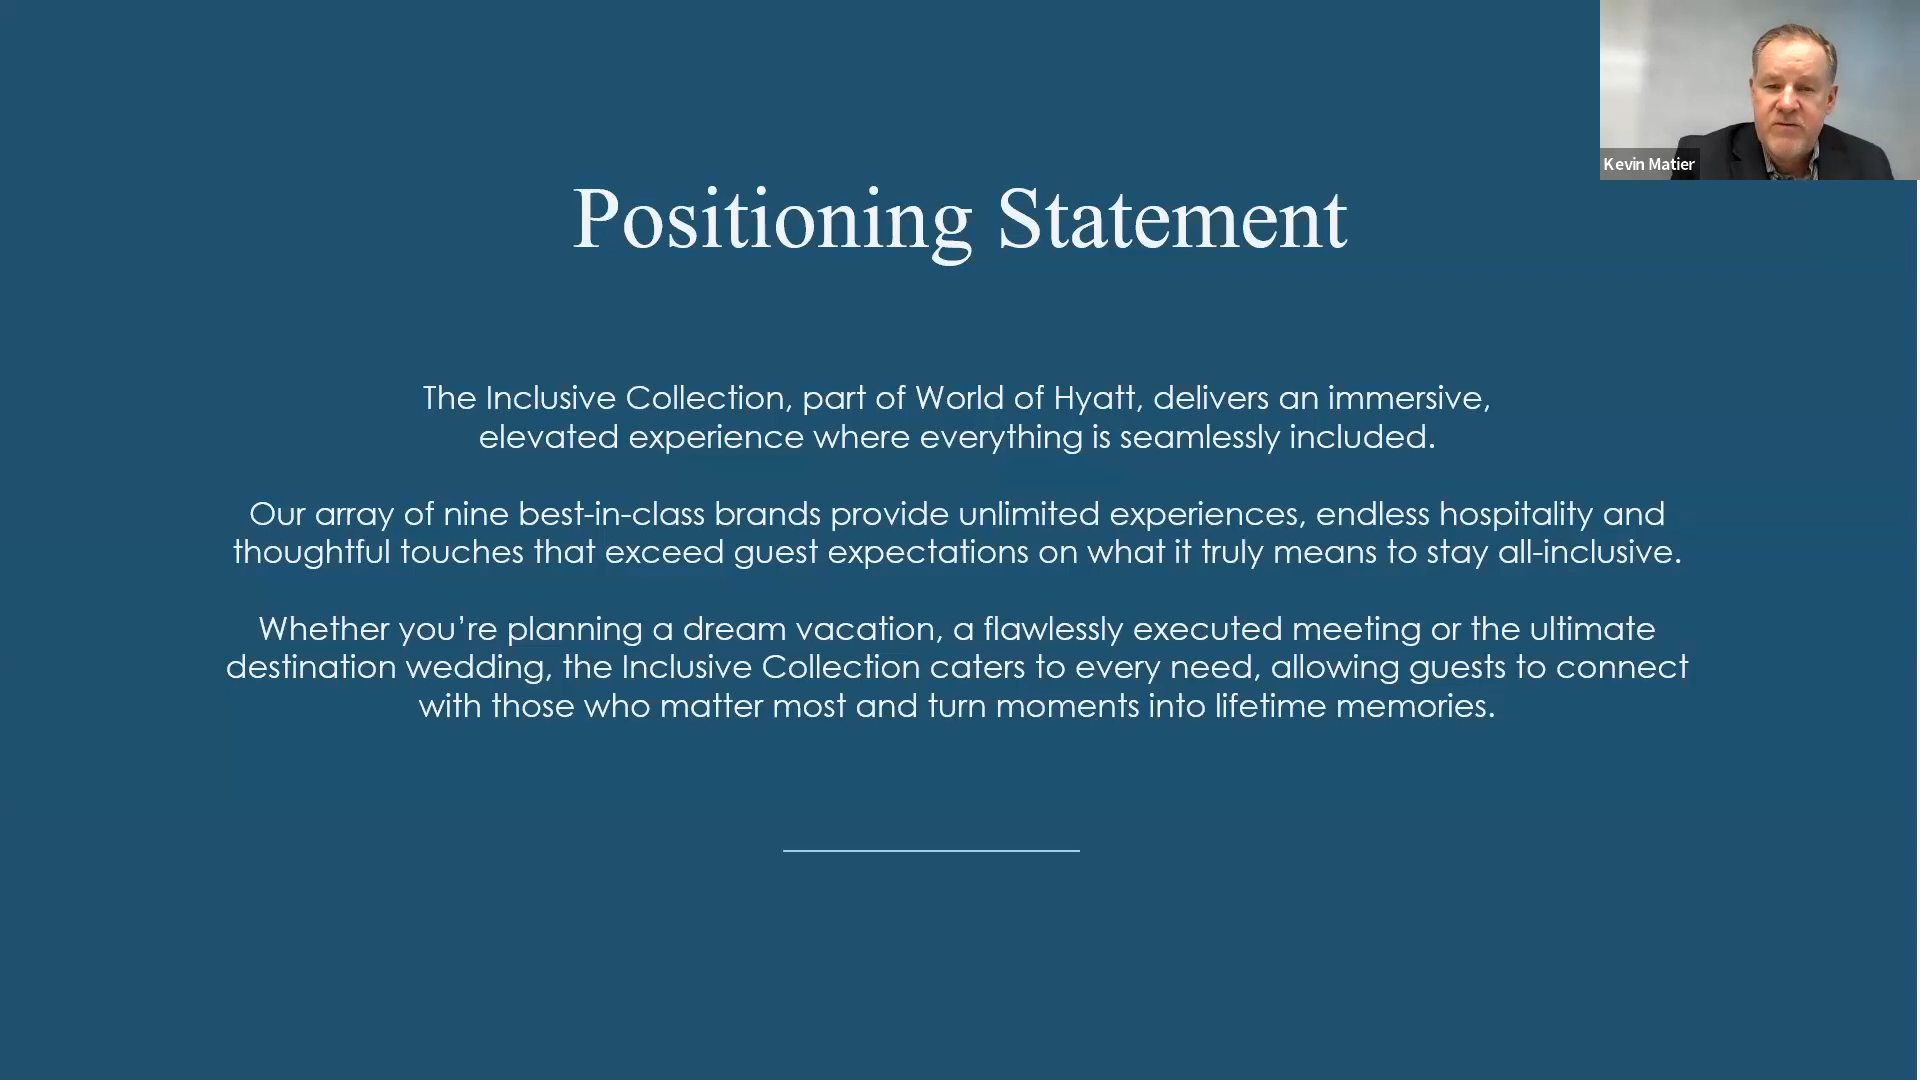 Kevin Matier
Positioning Statement
The Inclusive Collection, part of World of Hyatt, delivers an immersive,
elevated experience where everything is seamlessly included.
Our array of nine best-in-class brands provide unlimited experiences, endless hospitality and
thoughtful touches that exceed guest expectations on what it truly means to stay all-inclusive.
Whether you’re planning a dream vacation, a flawlessly executed meeting or the ultimate
destination wedding, the Inclusive Collection caters to every need, allowing guests to connect
with those who matter most and turn moments into lifetime memories.